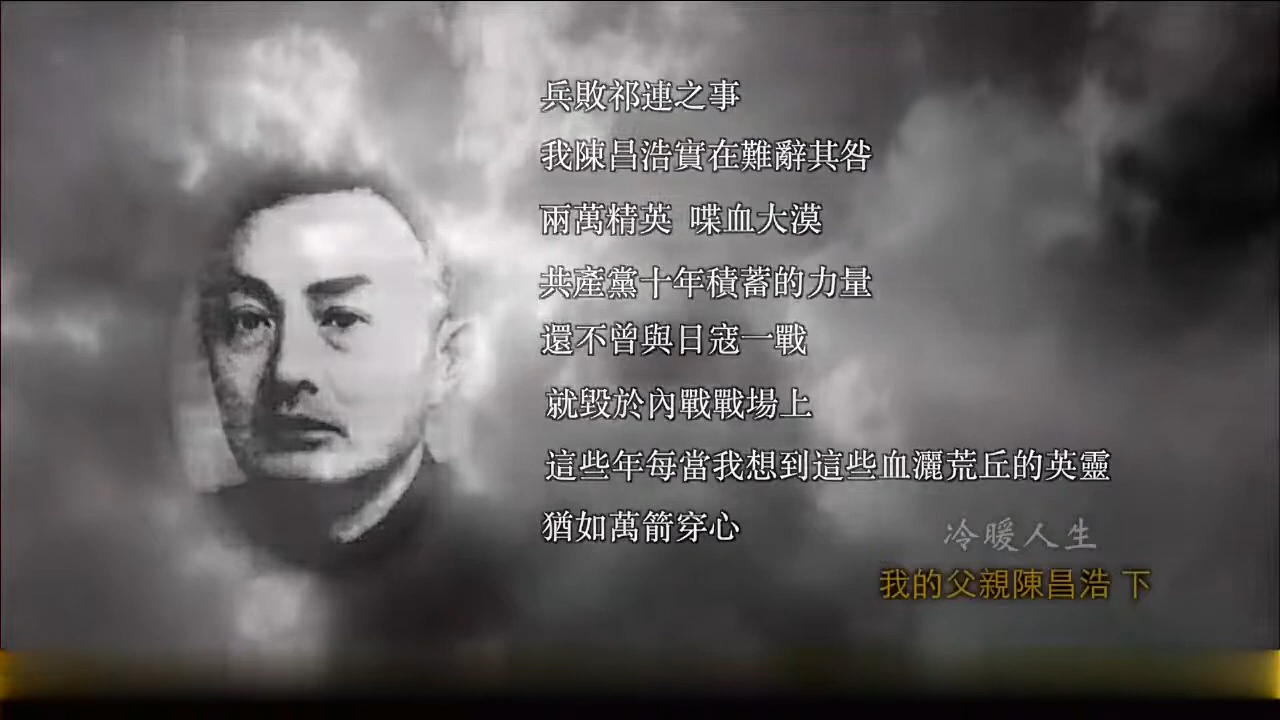 兵敗祁連之事
我陳昌浩實在難辭其咎
兩萬精英 喋血大漠
共產黨十年積蓄的力量
還不曾與日寇一戰
就毀於內戰戰場上
這些年每當我想到這些血灑荒丘的英靈
猶如萬箭穿心
冷暖人生
我的父親陳昌浩 下